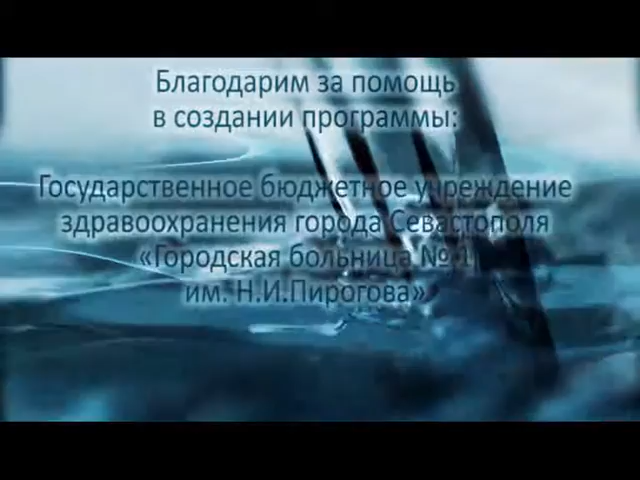 Благодарим за помощь
в создании программы:
Государственное бюджетное учреждение
здравоохранения города Севастополя
«Городская больница № 1
им. Н.И.Пирогова»